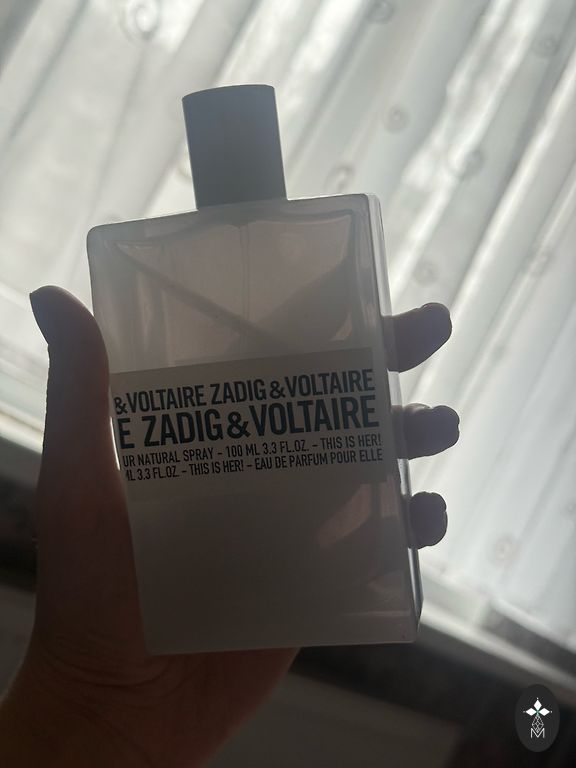 &VOLTAIRE ZADIG &VOLTAIRE
E ZADIG&VOLTAIRE
UR NATURAL SPRAY – 100 ML 3.3 FL.OZ. – THIS IS HER!
ML 3.3 FL.OZ. – THIS IS HER! – EAU DE PARFUM POUR ELLE
M